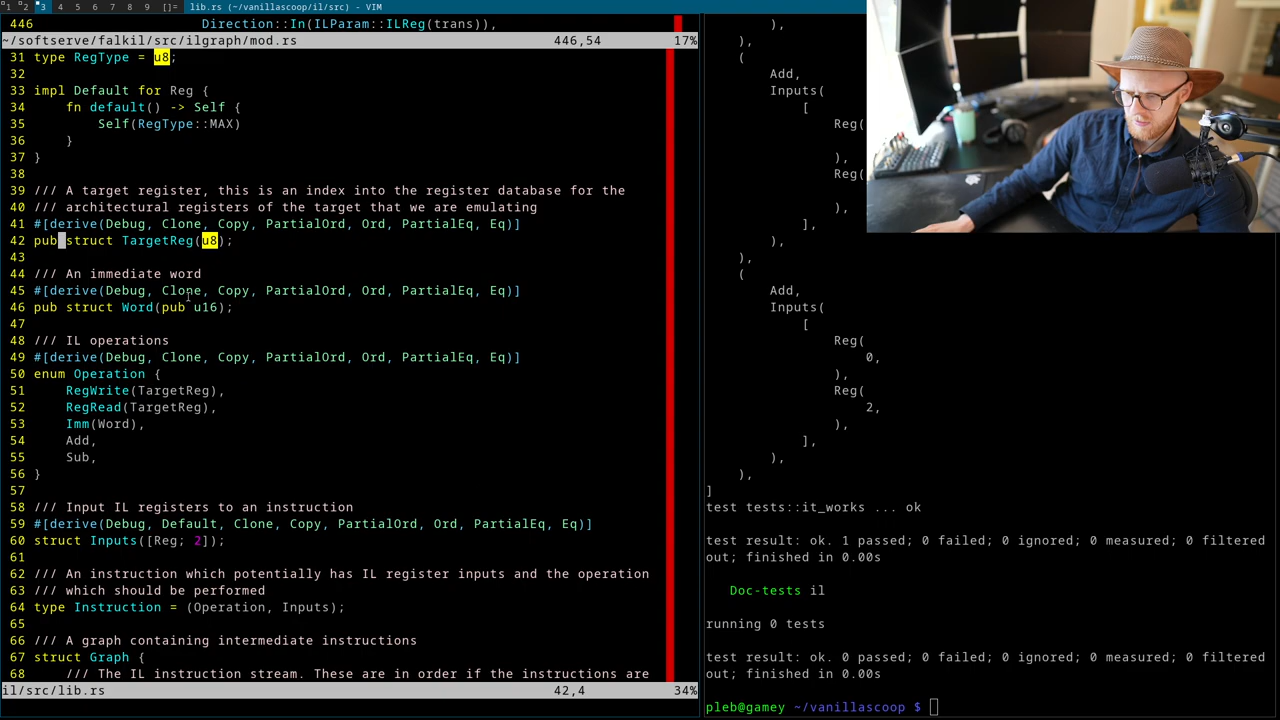 1 2 3 4 5 6 7 8 9 []= lib.rs (~/vanillascoop/il/src) - VIM
446 Direction::In(ILParam::ILReg(trans)),
~/softserve/falkil/src/ilgraph/mod.rs 446,54 17%
31 type RegType = u8;
32
33 impl Default for Reg {
34 fn default() -> Self {
35 Self(RegType::MAX)
36 }
37 }
38
39 /// A target register, this is an index into the register database for the
40 /// architectural registers of the target that we are emulating
41 #[derive(Debug, Clone, Copy, PartialOrd, Ord, PartialEq, Eq)]
42 pub struct TargetReg(u8);
43
44 /// An immediate word
45 #[derive(Debug, Clone, Copy, PartialOrd, Ord, PartialEq, Eq)]
46 pub struct Word(pub u16);
47
48 /// IL operations
49 #[derive(Debug, Clone, Copy, PartialOrd, Ord, PartialEq, Eq)]
50 enum Operation {
51 RegWrite(TargetReg),
52 RegRead(TargetReg),
53 Imm(Word),
54 Add,
55 Sub,
56 }
57
58 /// Input IL registers to an instruction
59 #[derive(Debug, Default, Clone, Copy, PartialOrd, Ord, PartialEq, Eq)]
60 struct Inputs([Reg; 2]);
61
62 /// An instruction which potentially has IL register inputs and the operation
63 /// which should be performed
64 type Instruction = (Operation, Inputs);
65
66 /// A graph containing intermediate instructions
67 struct Graph {
68 /// The IL instruction stream. These are in order if the instructions are
il/src/lib.rs 42,4 34%
),
),
(
Add,
Inputs(
[
Reg(
),
Reg(
),
],
),
),
(
Add,
Inputs(
[
Reg(
0,
),
Reg(
2,
),
],
),
),
]
test tests::it_works ... ok
test result: ok. 1 passed; 0 failed; 0 ignored; 0 measured; 0 filtered
out; finished in 0.00s
Doc-tests il
running 0 tests
test result: ok. 0 passed; 0 failed; 0 ignored; 0 measured; 0 filtered
out; finished in 0.00s
pleb@gamey ~/vanillascoop $